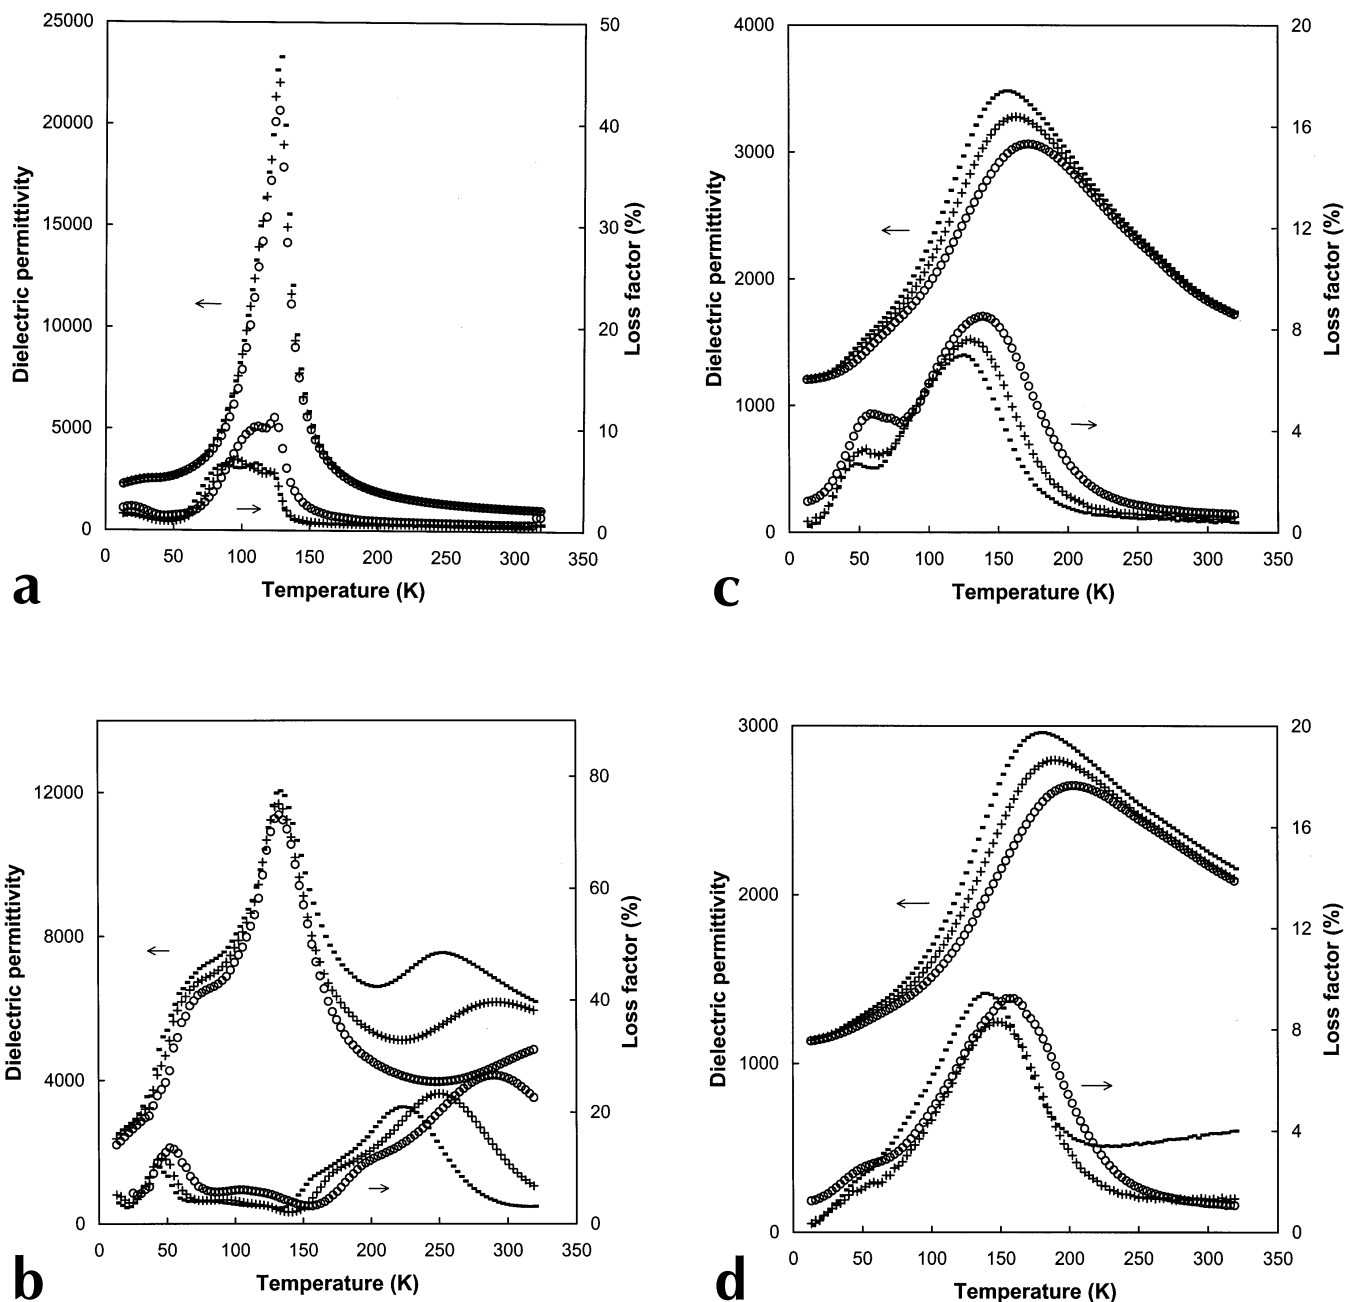 25000
20000
15000
10000
5000
0
Dielectric permittivity
50
40
30
20
10
0
Loss factor (%)
0 50 100 150 200 250 300 350
Temperature (K)
a
4000
3000
2000
1000
0
Dielectric permittivity
20
16
12
8
4
0
Loss factor (%)
0 50 100 150 200 250 300 350
Temperature (K)
c
12000
8000
4000
0
Dielectric permittivity
80
60
40
20
0
Loss factor (%)
0 50 100 150 200 250 300 350
Temperature (K)
b
3000
2000
1000
0
Dielectric permittivity
20
16
12
8
4
0
Loss factor (%)
0 50 100 150 200 250 300 350
Temperature (K)
d